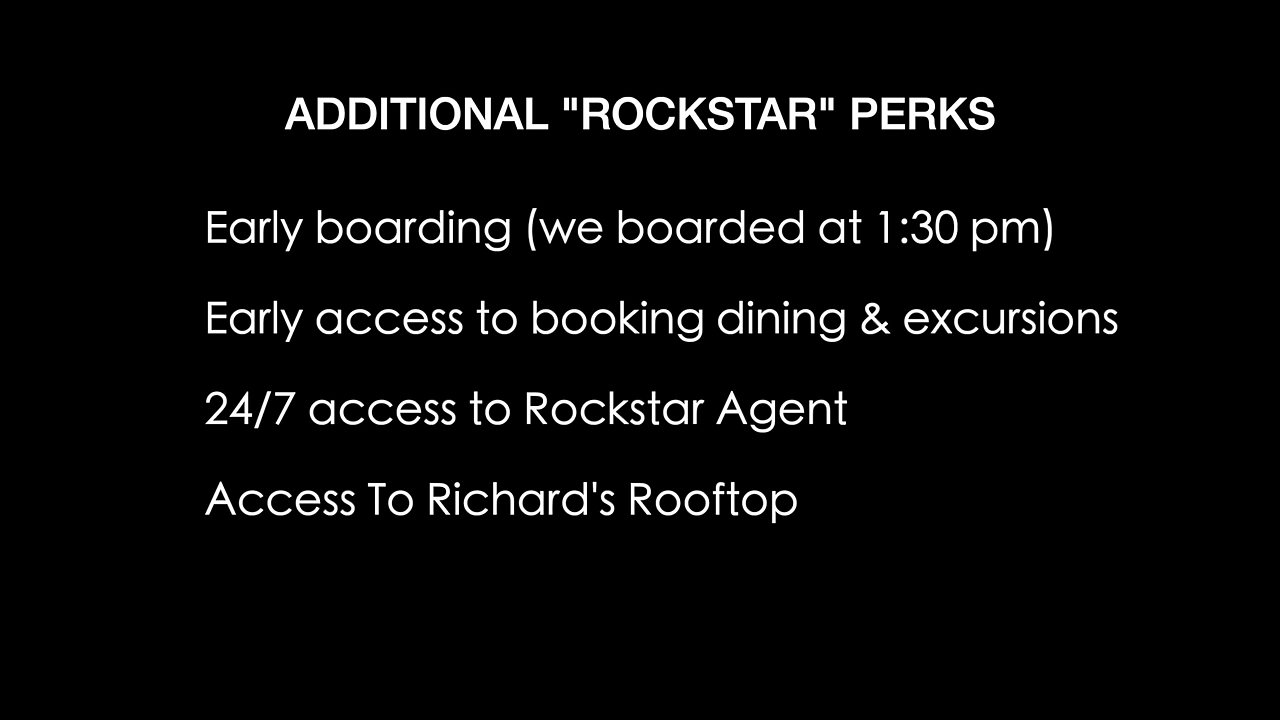 ADDITIONAL "ROCKSTAR" PERKS
Early boarding (we boarded at 1:30 pm)
Early access to booking dining & excursions
24/7 access to Rockstar Agent
Access To Richard's Rooftop